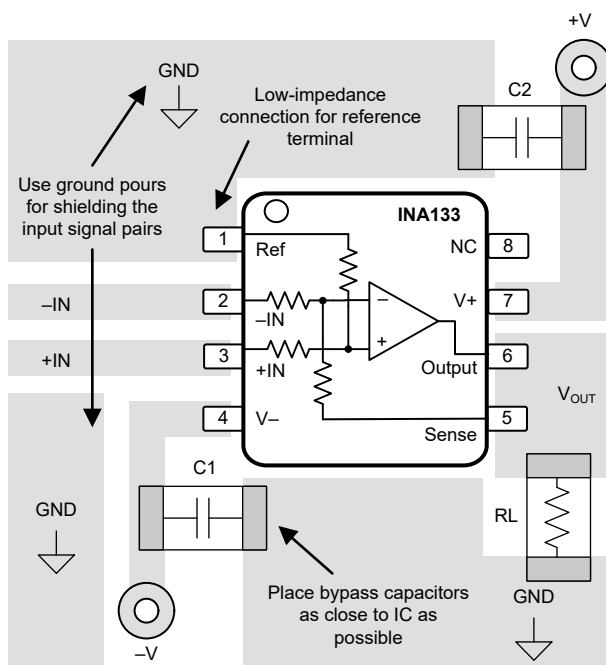 +V
GND
C2
Low-impedance
connection for reference
terminal
Use ground pours
for shielding the
input signal pairs
INA133
1
Ref
NC
8
–IN
2
–IN
V+
7
+IN
3
+IN
–
+
Output
6
4
V–
Sense
5
VOUT
C1
GND
RL
Place bypass capacitors
as close to IC as
possible
GND
–V